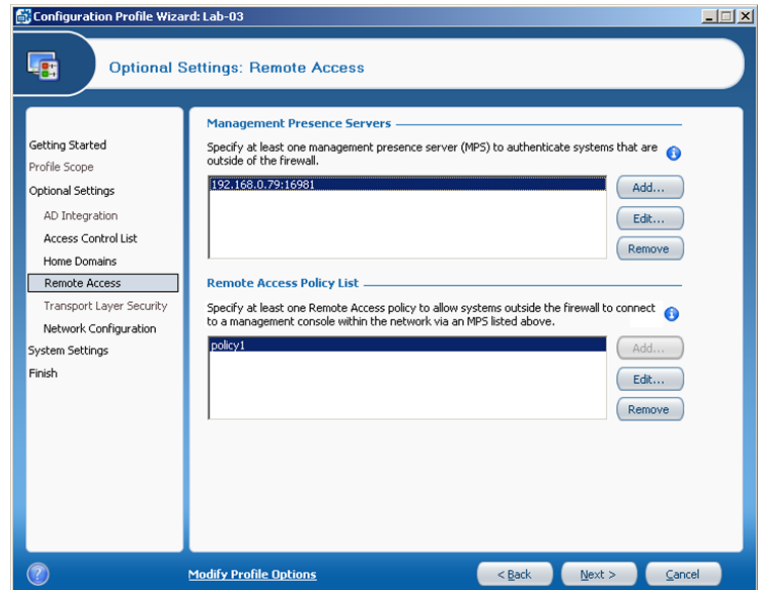 Configuration Profile Wizard: Lab-03
Optional Settings: Remote Access
Getting Started
Profile Scope
Optional Settings
AD Integration
Access Control List
Home Domains
Remote Access
Transport Layer Security
Network Configuration
System Settings
Finish
Management Presence Servers
Specify at least one management presence server (MPS) to authenticate systems that are
outside of the firewall.
192.168.0.79:16981
Add...
Edit...
Remove
Remote Access Policy List
Specify at least one Remote Access policy to allow systems outside the firewall to connect
to a management console within the network via an MPS listed above.
policy1
Add...
Edit...
Remove
Modify Profile Options
< Back
Next >
Cancel